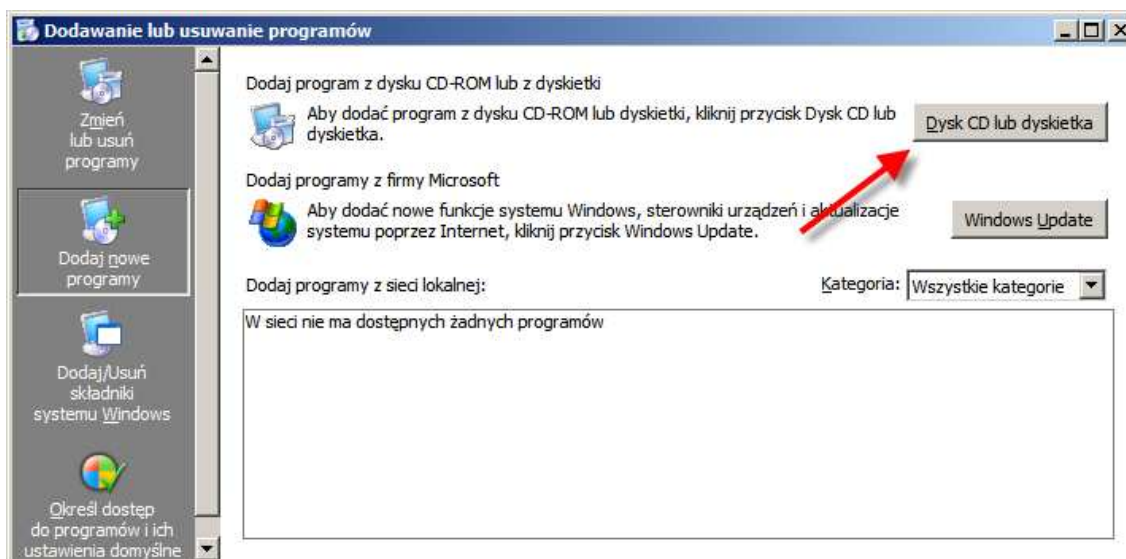 Dodawanie lub usuwanie programów
Zmień
lub usuń
programy
Dodaj nowe
programy
Dodaj/Usuń
składniki
systemu Windows
Określ dostęp
do programów i ich
ustawienia domyślne
Dodaj program z dysku CD-ROM lub z dyskietki
Aby dodać program z dysku CD-ROM lub dyskietki, kliknij przycisk Dysk CD lub
dyskietka.
Dysk CD lub dyskietka
Dodaj programy z firmy Microsoft
Aby dodać nowe funkcje systemu Windows, sterowniki urządzeń i aktualizacje
systemu poprzez Internet, kliknij przycisk Windows Update.
Windows Update
Dodaj programy z sieci lokalnej:
Kategoria: Wszystkie kategorie
W sieci nie ma dostępnych żadnych programów